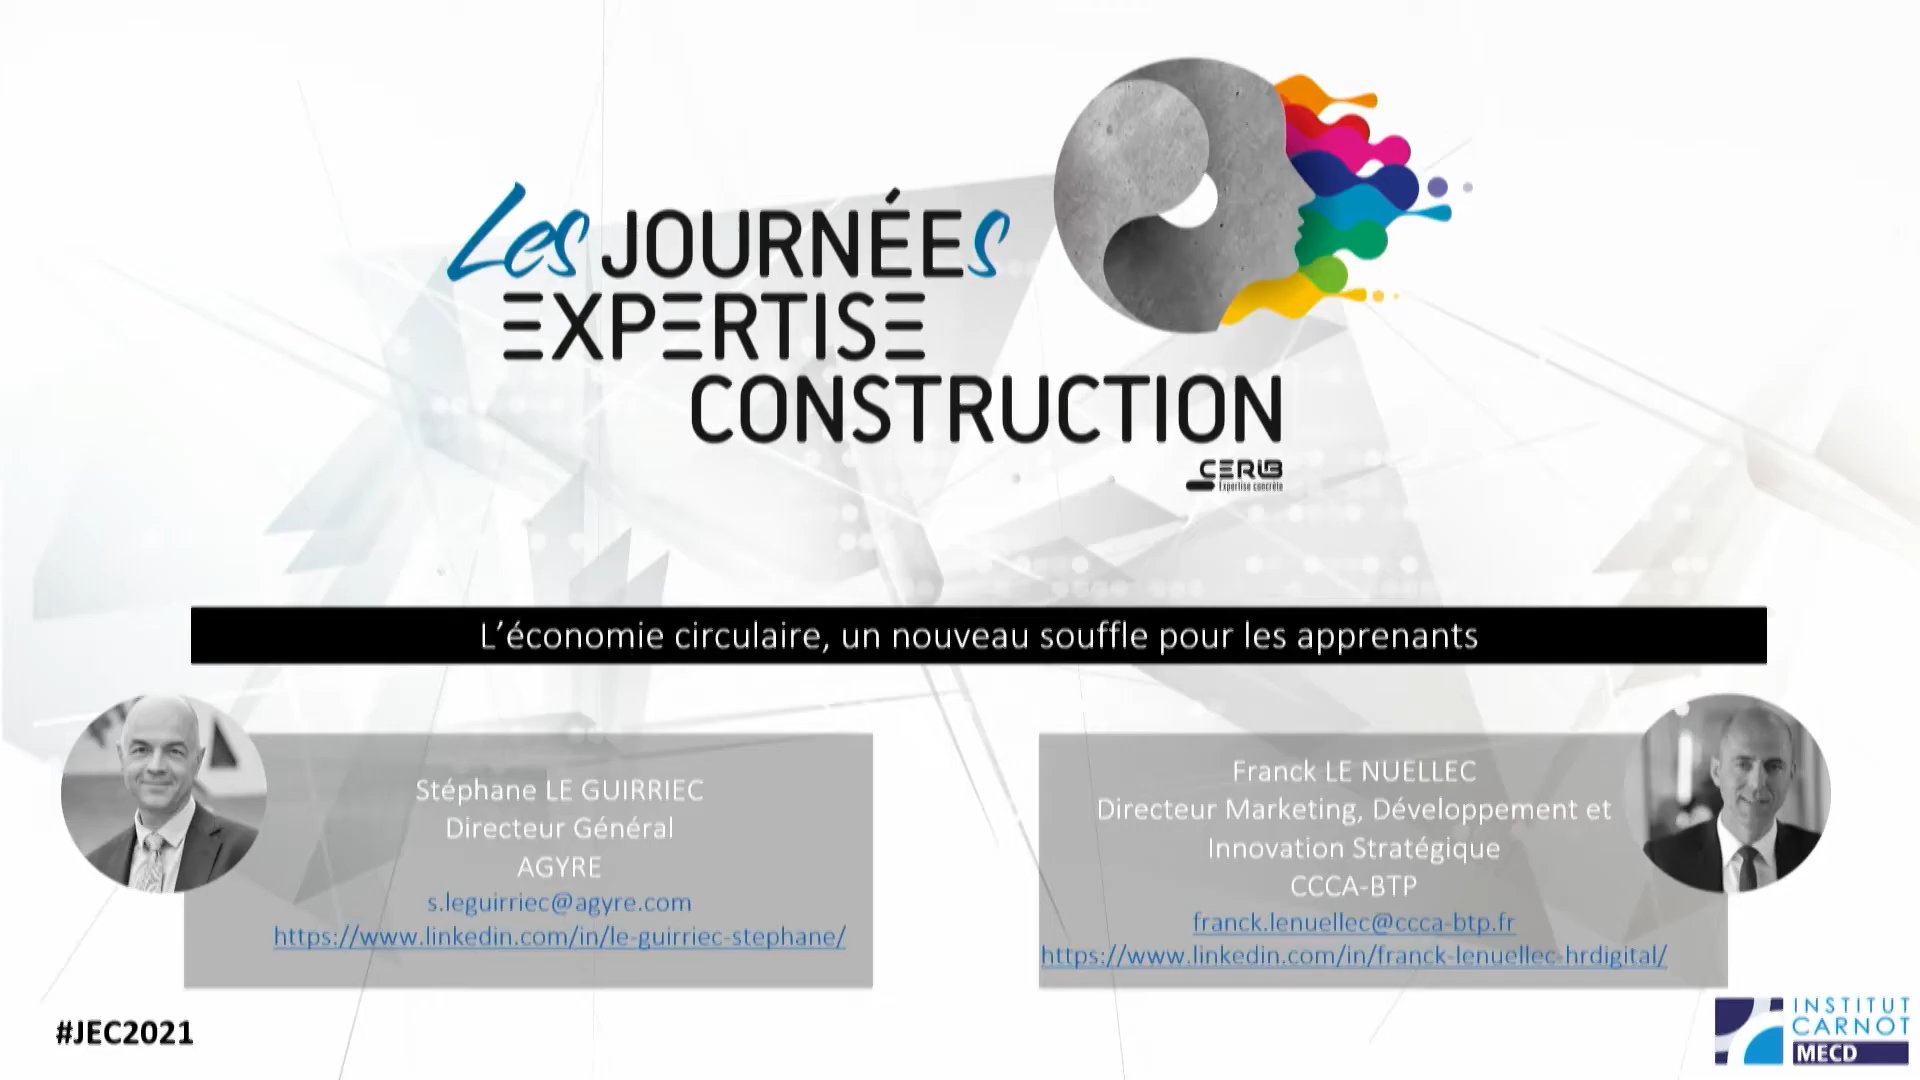 Les JOURNÉEs
EXPERTISE
CONSTRUCTION
CERIB
Expertise concrète
L’économie circulaire, un nouveau souffle pour les apprenants
Stéphane LE GUIRRIEC
Directeur Général
AGYRE
s.leguirriec@agyre.com
https://www.linkedin.com/in/le-guirriec-stephane/
Franck LE NUELLEC
Directeur Marketing, Développement et
Innovation Stratégique
CCCA-BTP
franck.lenuellec@ccca-btp.fr
https://www.linkedin.com/in/franck-lenuellec-hrdigital/
#JEC2021
INSTITUT
CARNOT
MECD